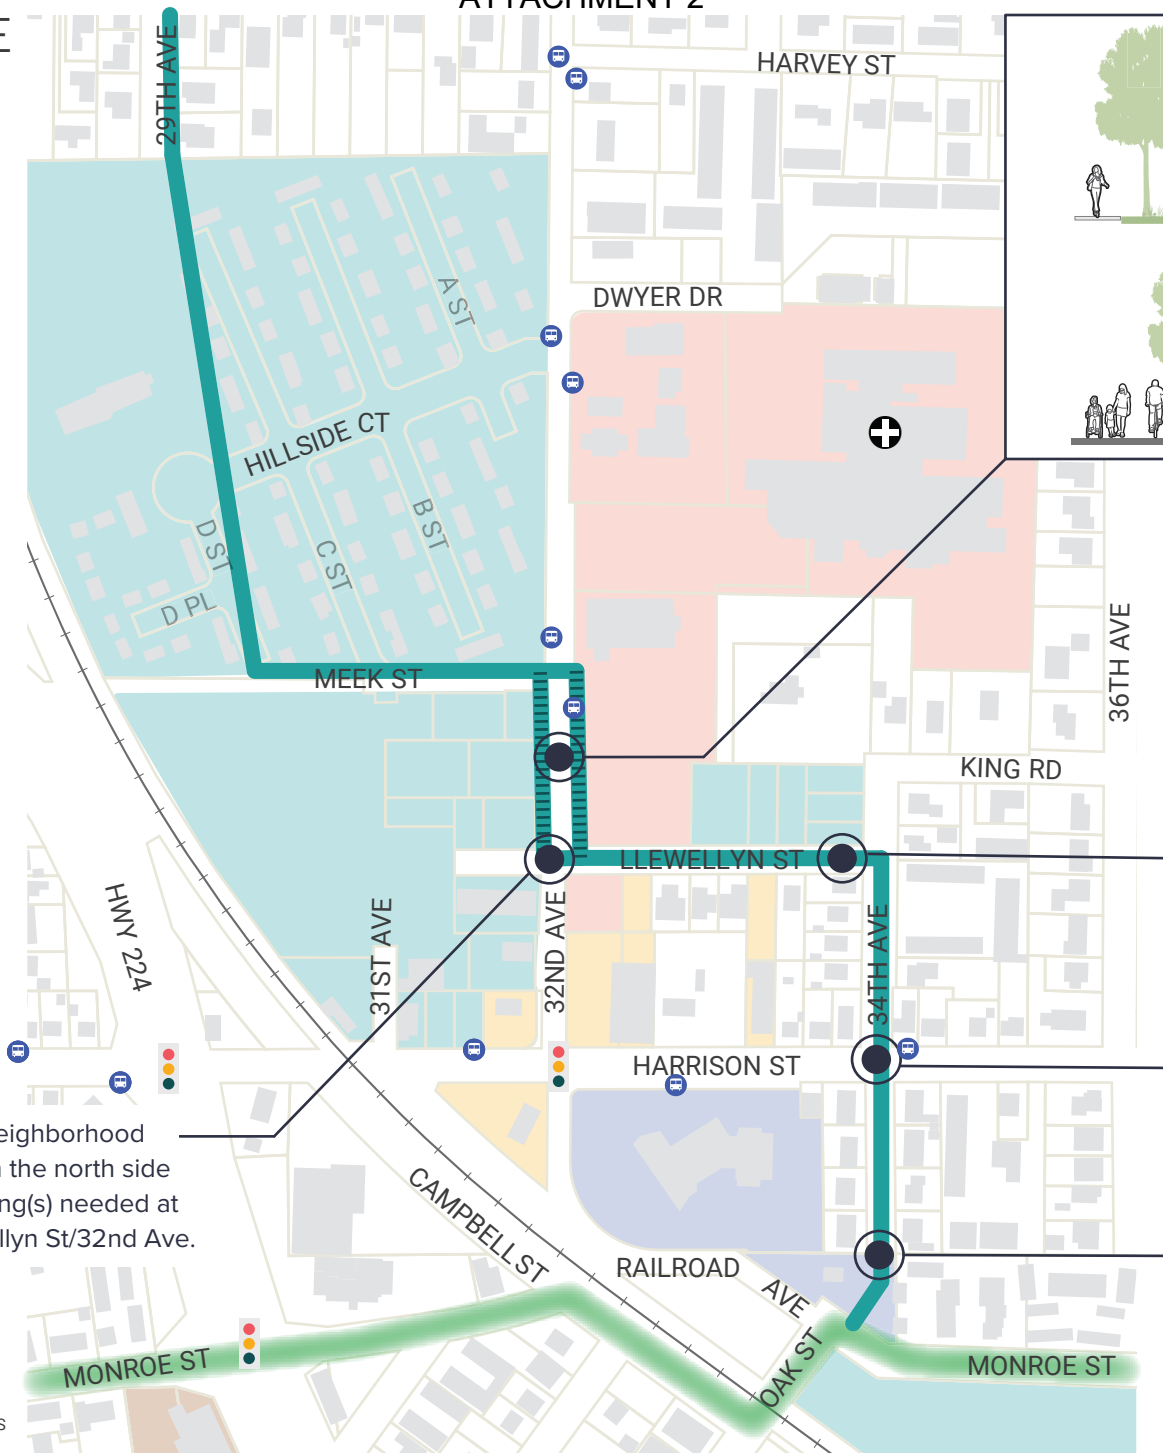 ATTACHMENT 2
E
29TH AVE
HARVEY ST
A ST
DWYER DR
HILLSIDE CT
B ST
D ST
C ST
D PL
MEEK ST
36TH AVE
KING RD
LLEWELLYN ST
HWY 224
31ST AVE
32ND AVE
34TH AVE
HARRISON ST
eighborhood
the north side
ng(s) needed at
llyn St/32nd Ave.
CAMPBELL ST
RAILROAD AVE
OAK ST
MONROE ST
MONROE ST
s